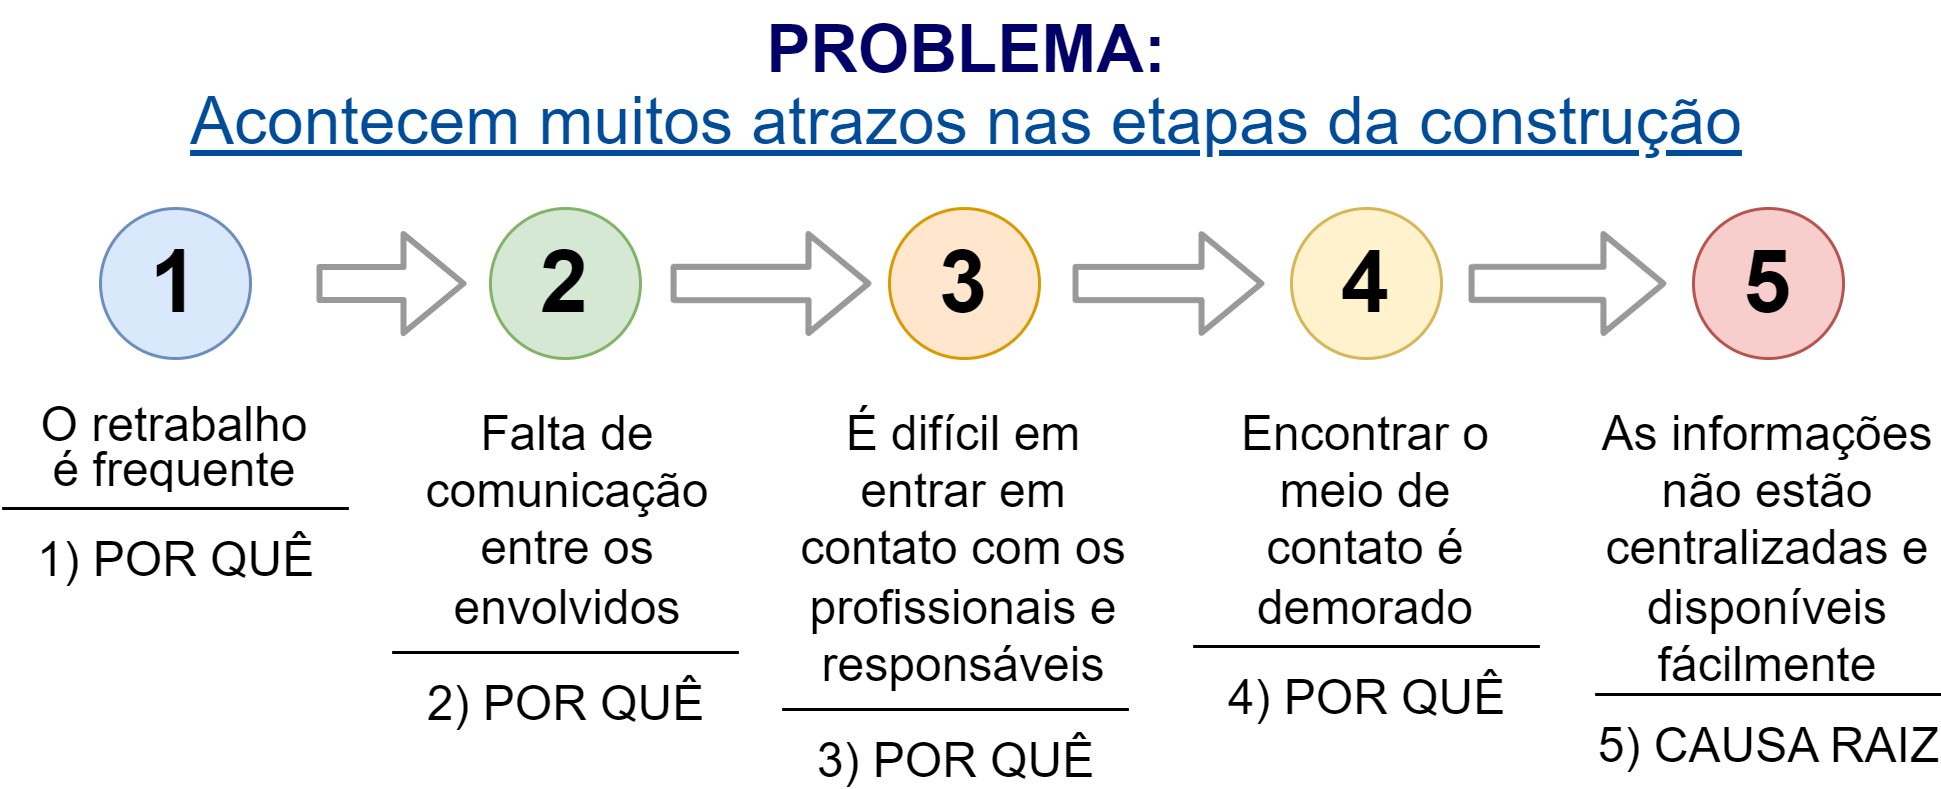 PROBLEMA:
Acontecem muitos atrazos nas etapas da construção
1
2
3
4
5
O retrabalho
é frequente
1) POR QUÊ
Falta de
comunicação
entre os
envolvidos
2) POR QUÊ
É difícil em
entrar em
contato com os
profissionais e
responsáveis
3) POR QUÊ
Encontrar o
meio de
contato é
demorado
4) POR QUÊ
As informações
não estão
centralizadas e
disponíveis
fácilmente
5) CAUSA RAIZ